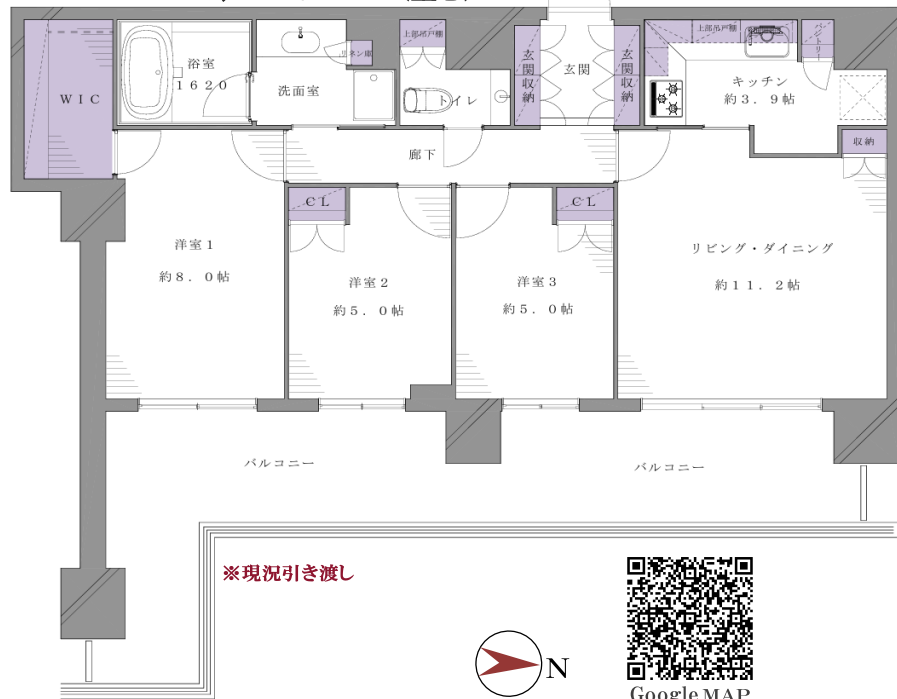 WIC
浴室
1620
洗面室
リネン庫
上部吊戸棚
トイレ
玄関収納
玄関
玄関収納
上部吊戸棚
パントリー
キッチン
約3.9帖
収納
廊下
CL
CL
洋室1
約8.0帖
洋室2
約5.0帖
洋室3
約5.0帖
リビング・ダイニング
約11.2帖
バルコニー
バルコニー
※現況引き渡し
N
Google MAP